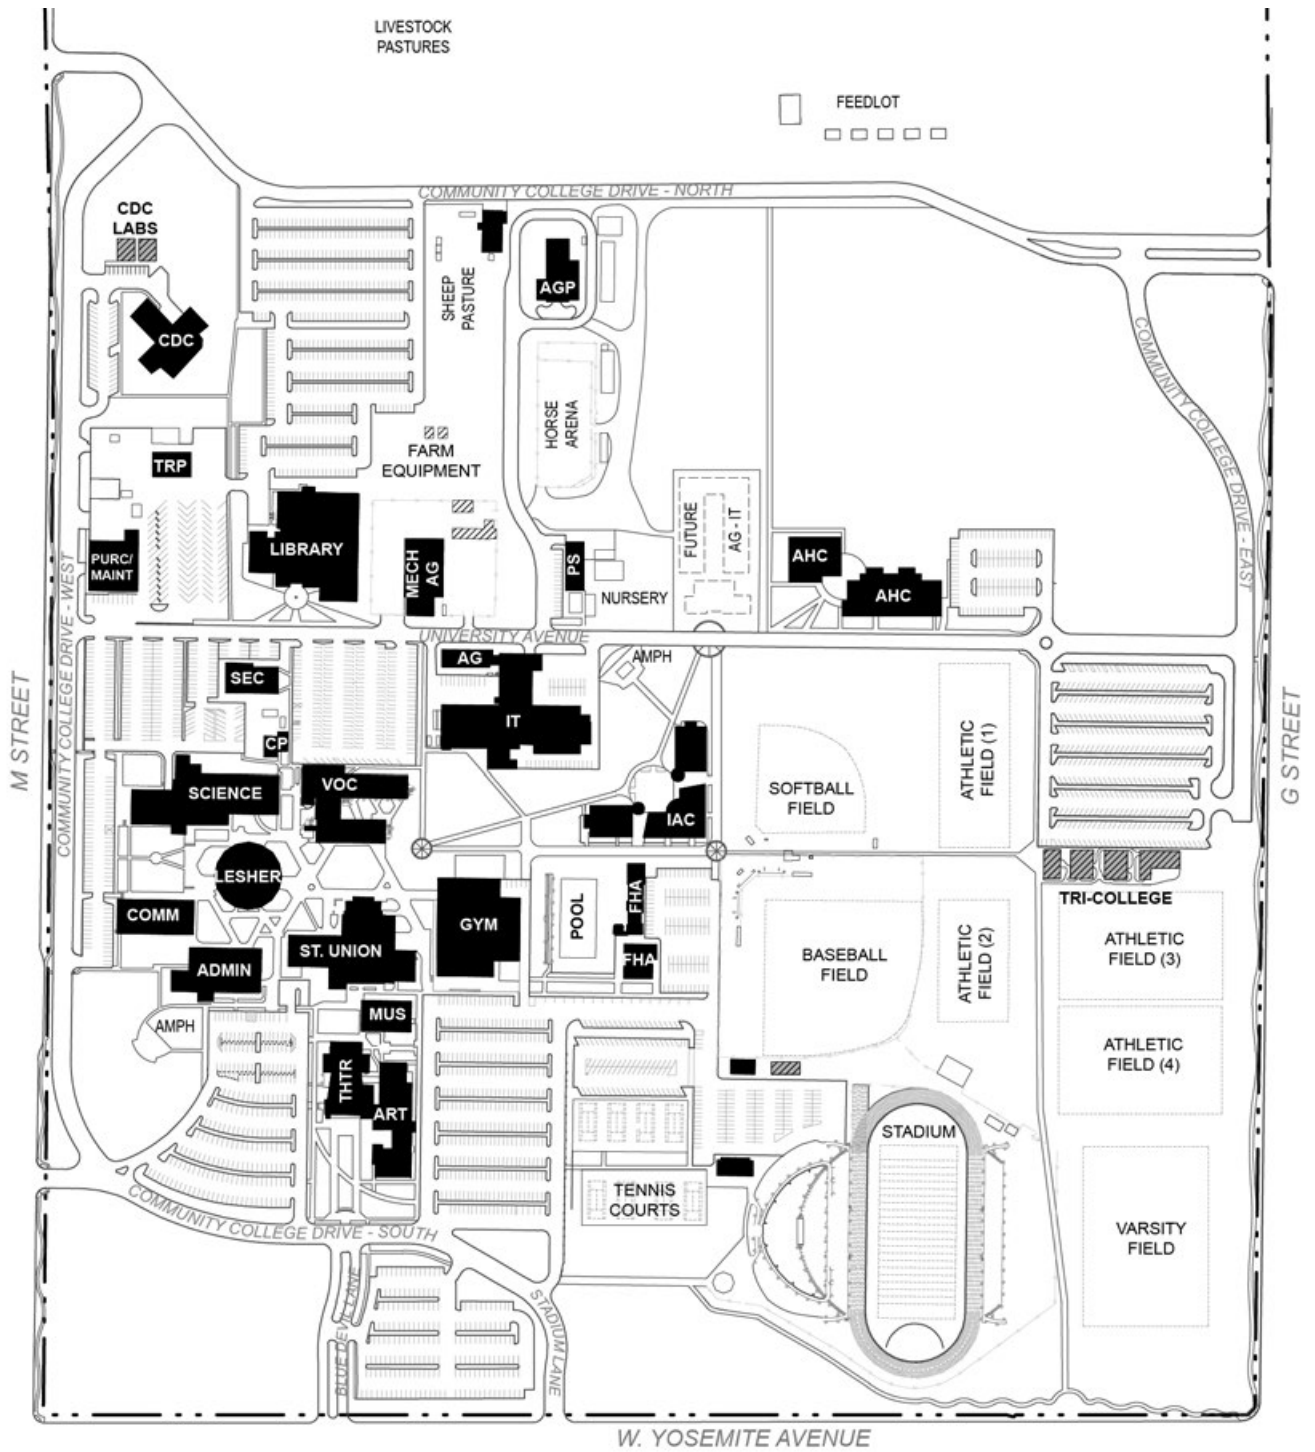 LIVESTOCK
PASTURES
FEEDLOT
COMMUNITY COLLEGE DRIVE - NORTH
CDC
LABS
SHEEP
PASTURE
AGP
CDC
COMMUNITY COLLEGE DRIVE - EAST
HORSE
ARENA
FARM
EQUIPMENT
TRP
LIBRARY
PURC/
MAINT
MECH
AG
PS
NURSERY
FUTURE
AG - IT
AHC
AHC
UNIVERSITY AVENUE
COMMUNITY COLLEGE DRIVE - WEST
M STREET
G STREET
SEC
AG
AMPH
IT
CP
SCIENCE
VOC
IAC
SOFTBALL
FIELD
ATHLETIC
FIELD (1)
LESHER
COMM
ADMIN
ST. UNION
GYM
POOL
FHA
FHA
BASEBALL
FIELD
ATHLETIC
FIELD (2)
TRI-COLLEGE
ATHLETIC
FIELD (3)
ATHLETIC
FIELD (4)
AMPH
MUS
THTR
ART
STADIUM
TENNIS
COURTS
VARSITY
FIELD
COMMUNITY COLLEGE DRIVE - SOUTH
BLUE DEVIL LANE
STADIUM LANE
W. YOSEMITE AVENUE